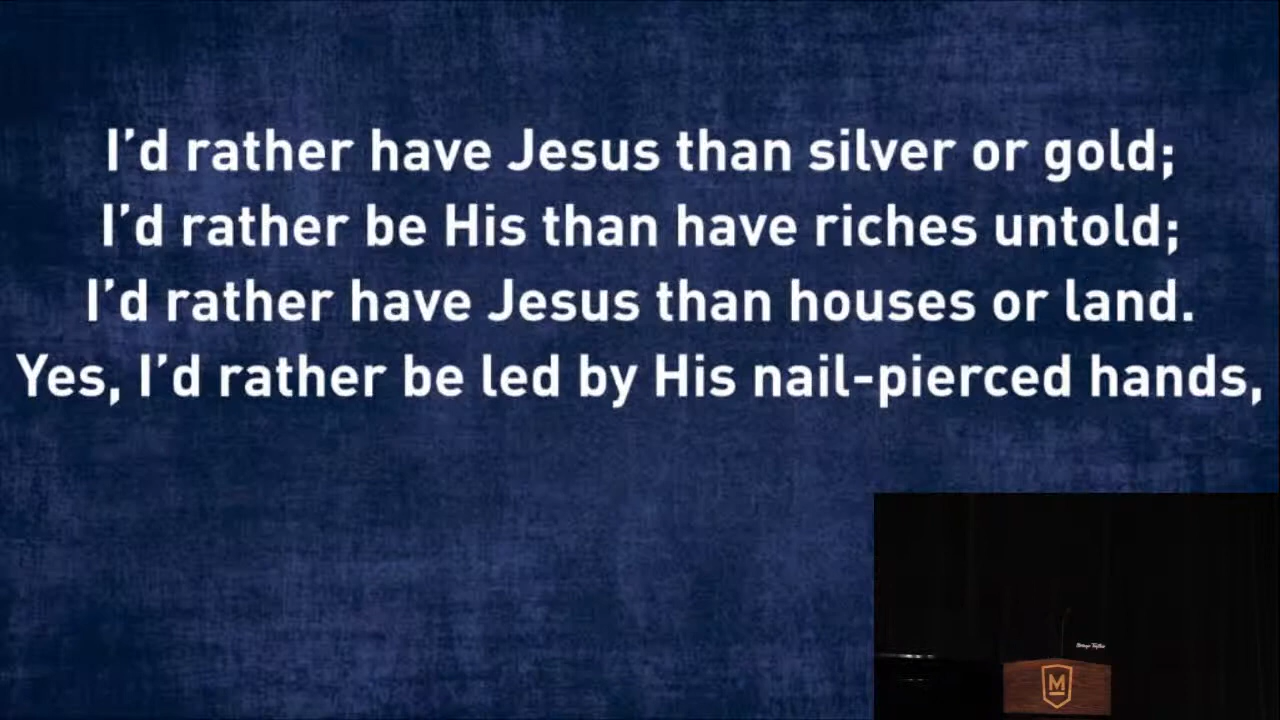 I’d rather have Jesus than silver or gold;
I’d rather be His than have riches untold;
I’d rather have Jesus than houses or land.
Yes, I’d rather be led by His nail-pierced hands,
M